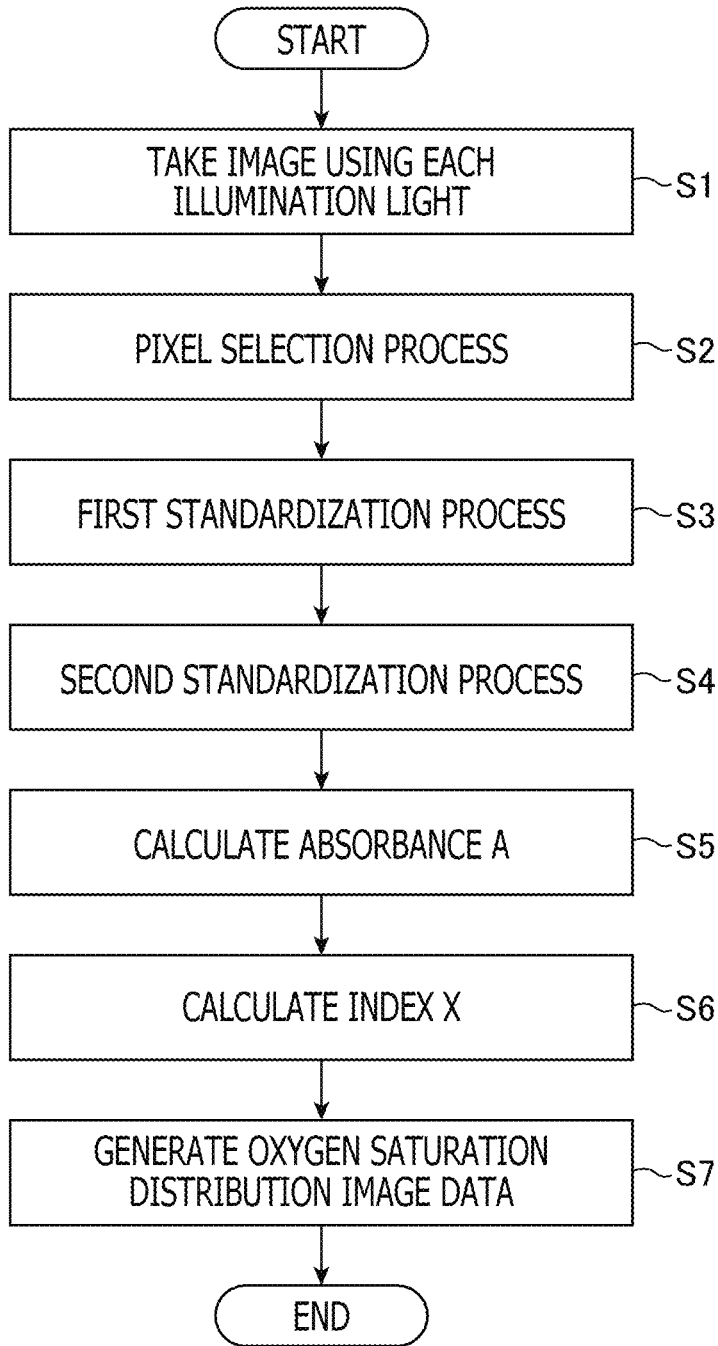 START
TAKE IMAGE USING EACH
ILLUMINATION LIGHT
S1
PIXEL SELECTION PROCESS
S2
FIRST STANDARDIZATION PROCESS
S3
SECOND STANDARDIZATION PROCESS
S4
CALCULATE ABSORBANCE A
S5
CALCULATE INDEX X
S6
GENERATE OXYGEN SATURATION
DISTRIBUTION IMAGE DATA
S7
END